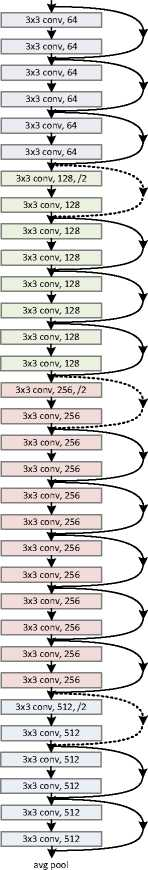 3x3 conv, 64
3x3 conv, 64
3x3 conv, 64
3x3 conv, 64
3x3 conv, 64
3x3 conv, 64
3x3 conv, 128, /2
3x3 conv, 128
3x3 conv, 128
3x3 conv, 128
3x3 conv, 128
3x3 conv, 128
3x3 conv, 128
3x3 conv, 128
3x3 conv, 256, /2
3x3 conv, 256
3x3 conv, 256
3x3 conv, 256
3x3 conv, 256
3x3 conv, 256
3x3 conv, 256
3x3 conv, 256
3x3 conv, 256
3x3 conv, 256
3x3 conv, 256
3x3 conv, 256
3x3 conv, 512, /2
3x3 conv, 512
3x3 conv, 512
3x3 conv, 512
3x3 conv, 512
3x3 conv, 512
avg pool